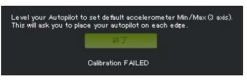 Level your Autopilot to set default accelerometer Min/Max (3 axis).
This will ask you to place your autopilot on each edge.
Calibration FAILED